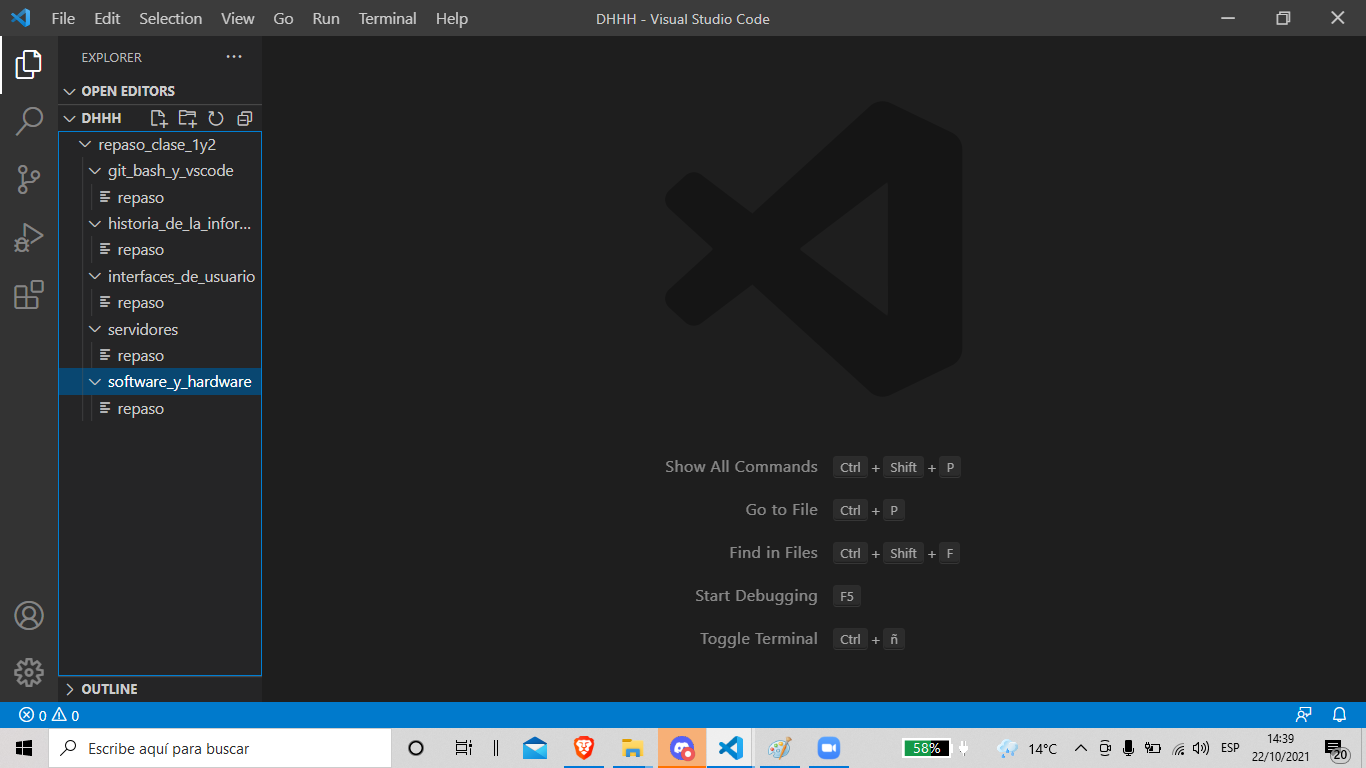 File Edit Selection View Go Run Terminal Help DHHH - Visual Studio Code
EXPLORER
OPEN EDITORS
DHHH
repaso_clase_1y2
git_bash_y_vscode
repaso
historia_de_la_infor...
repaso
interfaces_de_usuario
repaso
servidores
repaso
software_y_hardware
repaso
OUTLINE
Show All Commands Ctrl + Shift + P
Go to File Ctrl + P
Find in Files Ctrl + Shift + F
Start Debugging F5
Toggle Terminal Ctrl + ñ
0 0
Escribe aquí para buscar
58%
14°C
ESP
14:39
22/10/2021
20